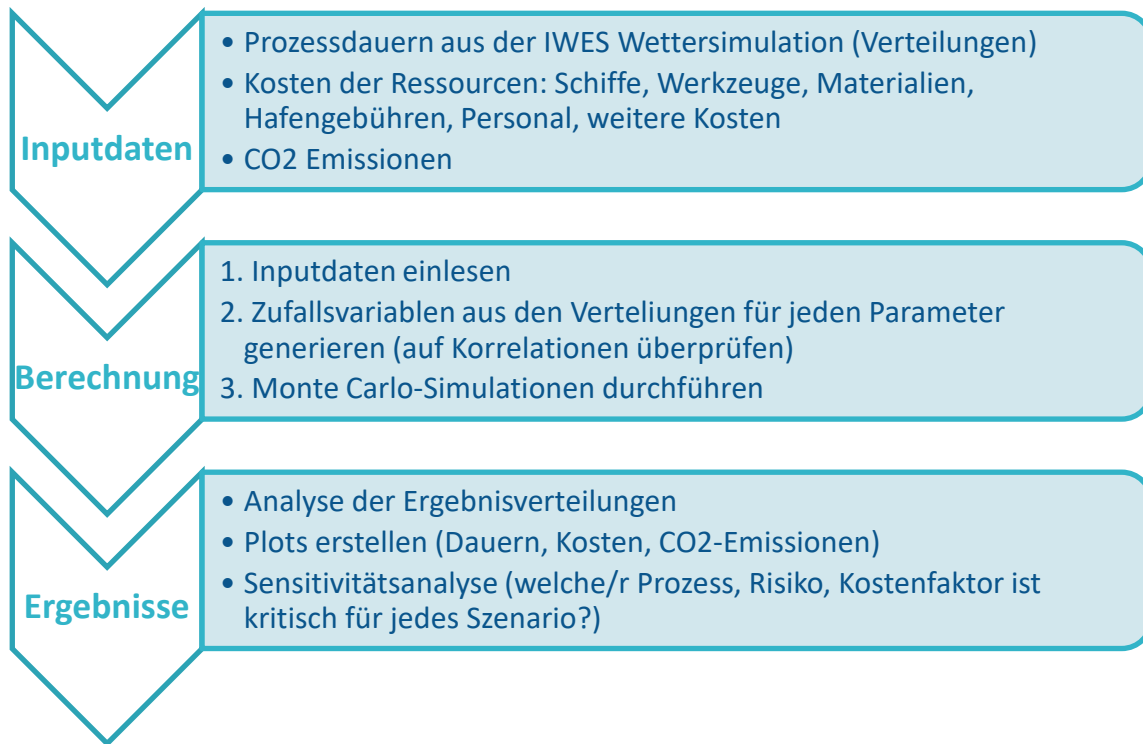 Inputdaten
• Prozessdauern aus der IWES Wettersimulation (Verteilungen)
• Kosten der Ressourcen: Schiffe, Werkzeuge, Materialien,
Hafengebühren, Personal, weitere Kosten
• CO2 Emissionen
Berechnung
1. Inputdaten einlesen
2. Zufallsvariablen aus den Verteliungen für jeden Parameter
generieren (auf Korrelationen überprüfen)
3. Monte Carlo-Simulationen durchführen
Ergebnisse
• Analyse der Ergebnisverteilungen
• Plots erstellen (Dauern, Kosten, CO2-Emissionen)
• Sensitivitätsanalyse (welche/r Prozess, Risiko, Kostenfaktor ist
kritisch für jedes Szenario?)